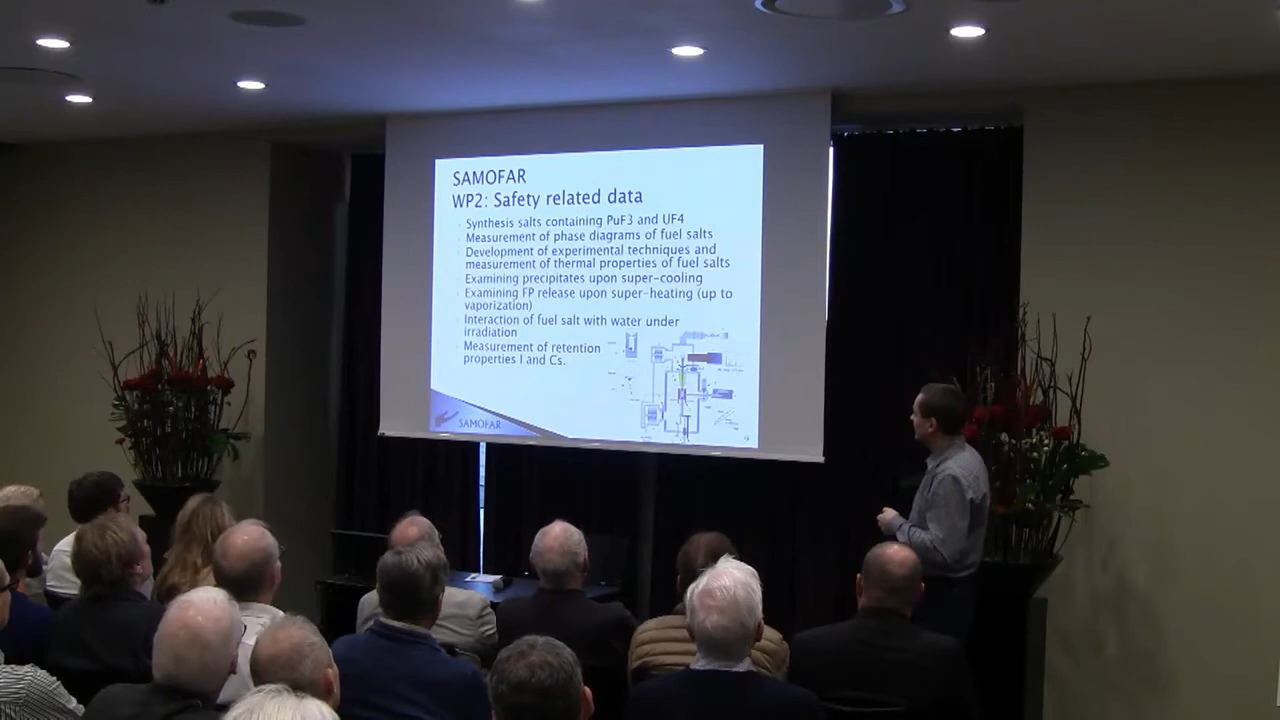 SAMOFAR
WP2: Safety related data
Synthesis salts containing PuF3 and UF4
Measurement of phase diagrams of fuel salts
Development of experimental techniques and
measurement of thermal properties of fuel salts
Examining precipitates upon super-cooling
Examining FP release upon super-heating (up to
vaporization)
Interaction of fuel salt with water under
irradiation
Measurement of retention
properties I and Cs.
SAMOFAR